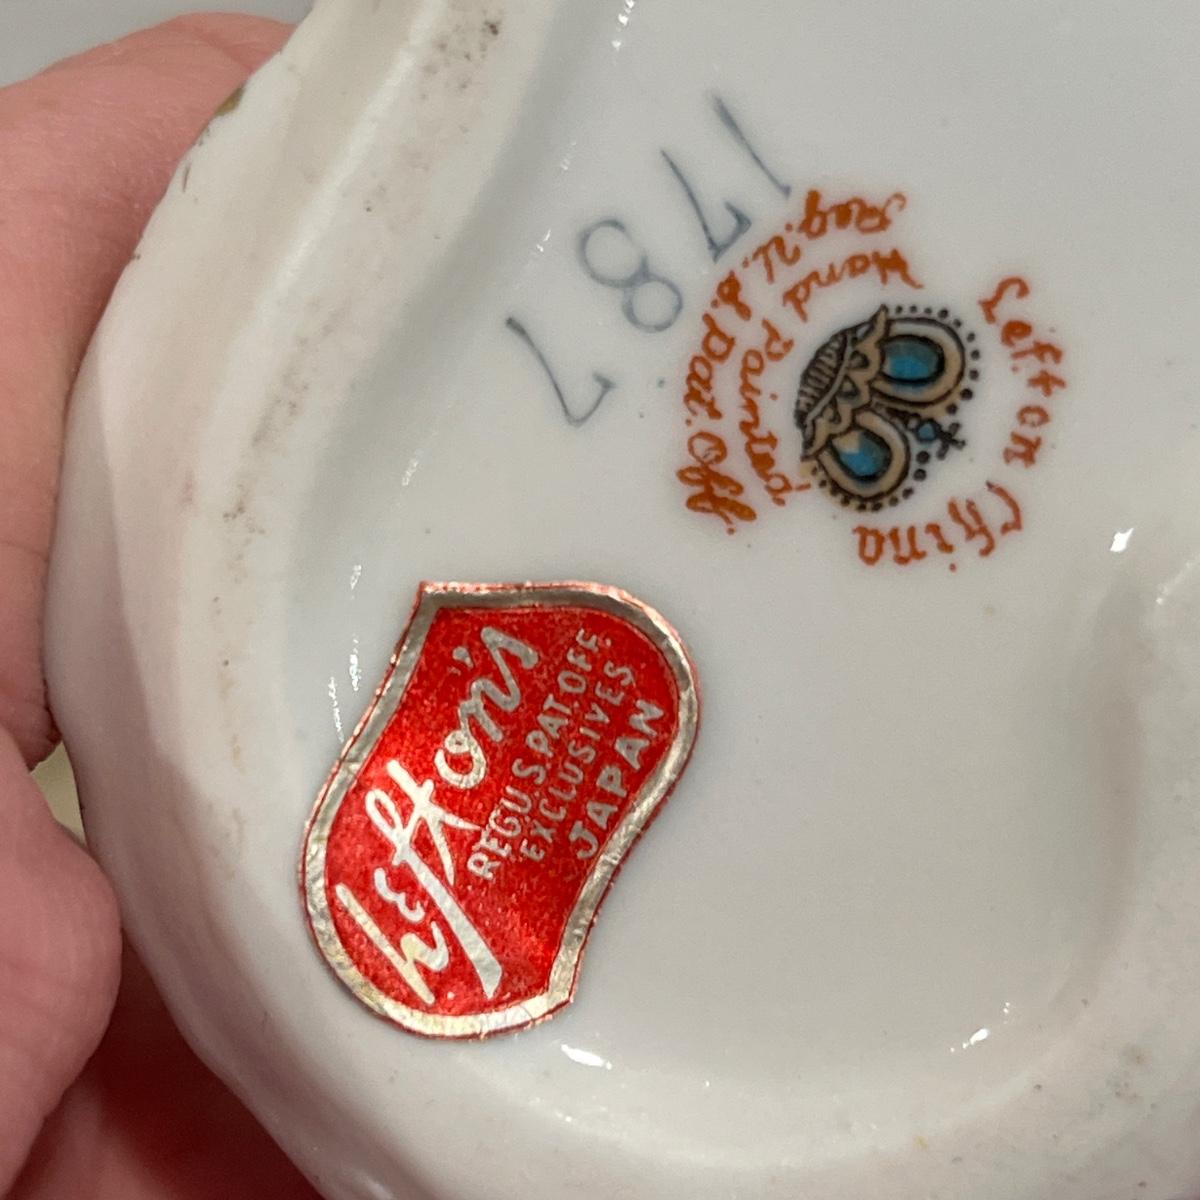 1787
Lefton China
Hand Painted
Reg. U.S. Pat. Off.
Lefton's
REG U.S. PAT. OFF.
EXCLUSIVES
JAPAN